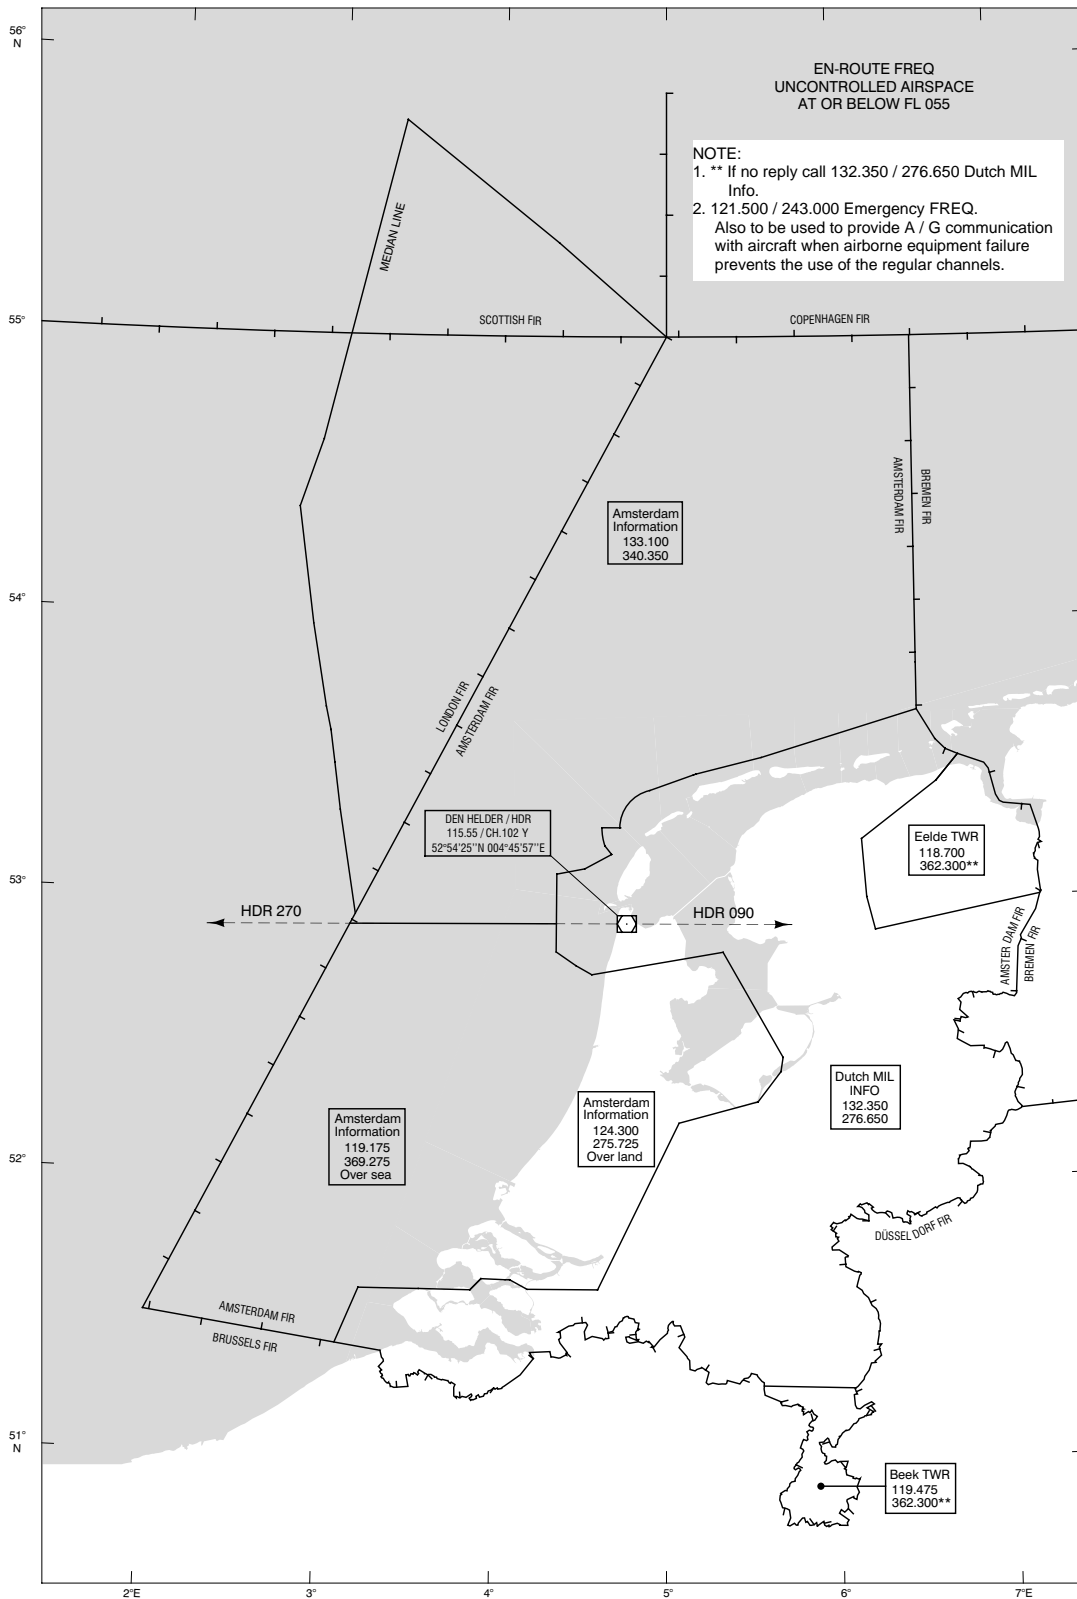 56°
N
EN-ROUTE FREQ
UNCONTROLLED AIRSPACE
AT OR BELOW FL 055
NOTE:
1. ** If no reply call 132.350 / 276.650 Dutch MIL
Info.
2. 121.500 / 243.000 Emergency FREQ.
Also to be used to provide A / G communication
with aircraft when airborne equipment failure
prevents the use of the regular channels.
MEDIAN LINE
55°
SCOTTISH FIR
COPENHAGEN FIR
AMSTERDAM FIR
BREMEN FIR
Amsterdam
Information
133.100
340.350
54°
LONDON FIR
AMSTERDAM FIR
DEN HELDER / HDR
115.55 / CH.102 Y
52°54'25''N 004°45'57''E
Eelde TWR
118.700
362.300**
53°
HDR 270
HDR 090
AMSTER DAM FIR
BREMEN FIR
Dutch MIL
INFO
132.350
276.650
Amsterdam
Information
124.300
275.725
Over land
Amsterdam
Information
119.175
369.275
Over sea
52°
DÜSSEL DORF FIR
AMSTERDAM FIR
BRUSSELS FIR
51°
N
Beek TWR
119.475
362.300**
2°E
3°
4°
5°
6°
7°E